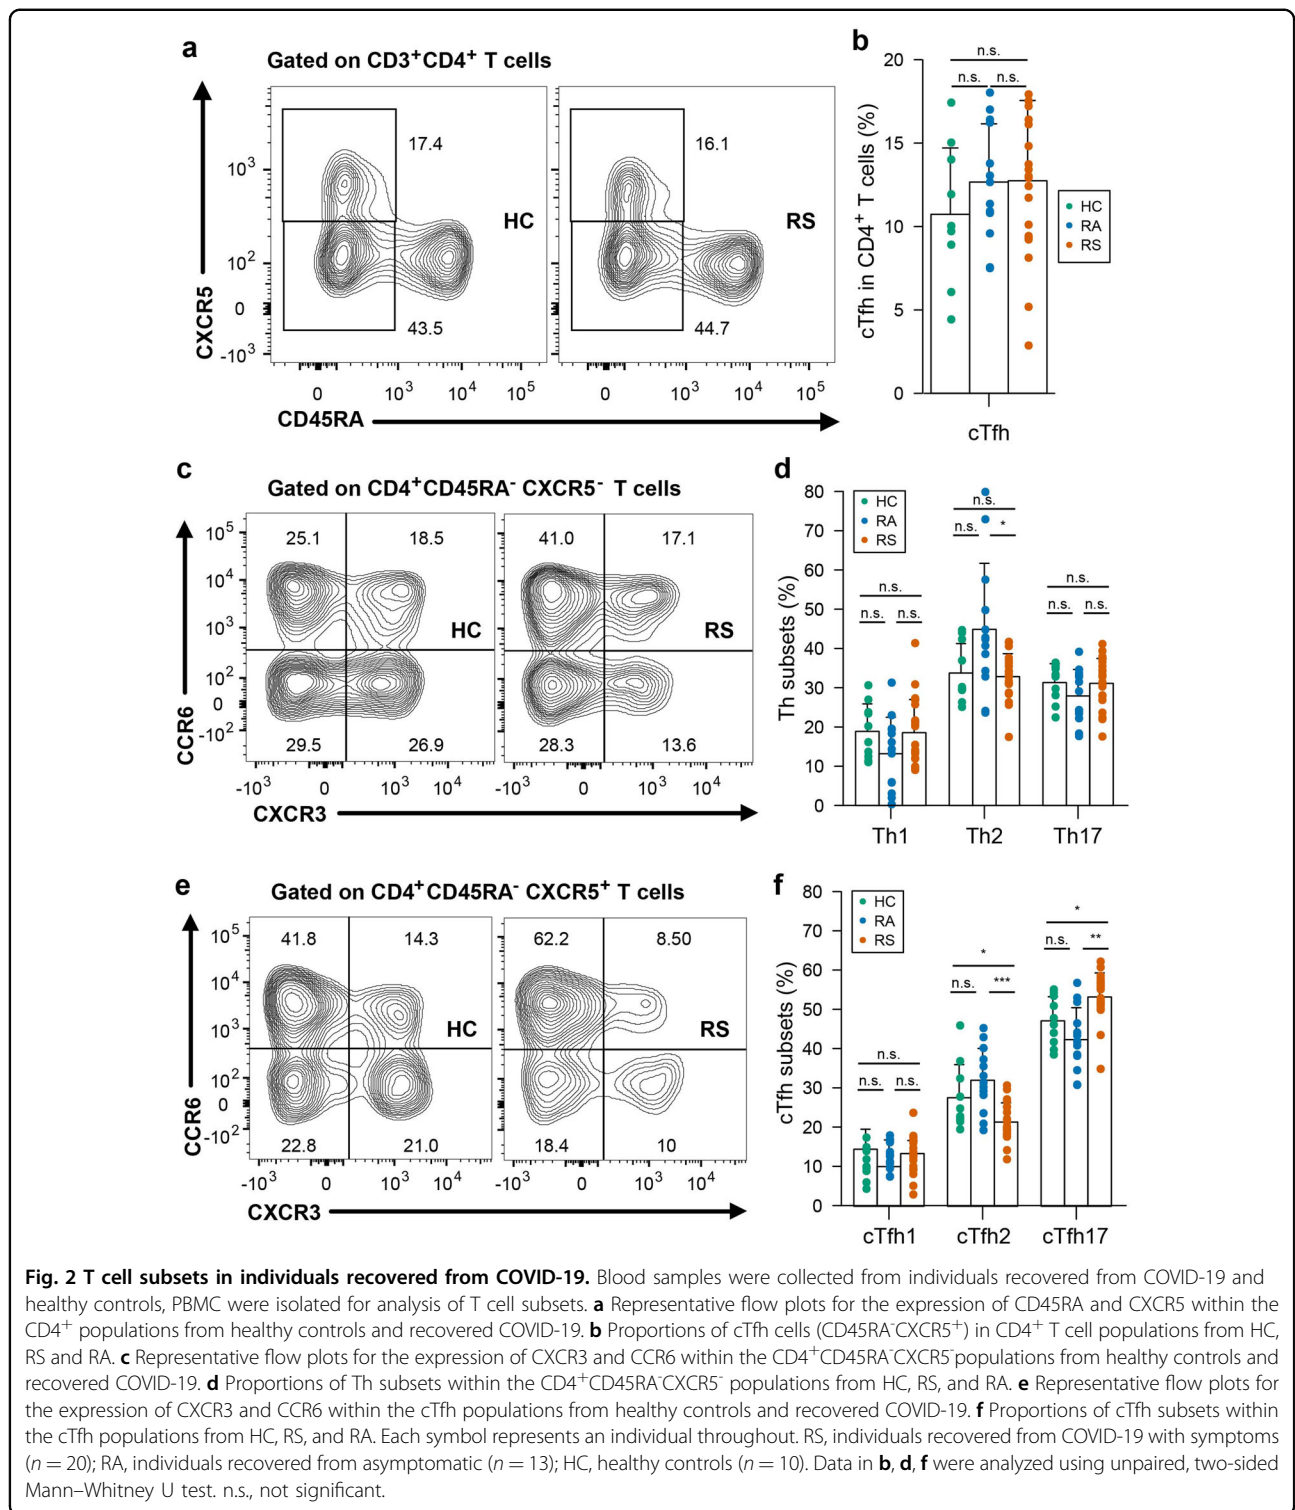 a
Gated on CD3⁺CD4⁺ T cells
17.4
16.1
HC
RS
43.5
44.7
10³
10²
0
-10³
CXCR5
0 10³ 10⁴ 10⁵
0 10³ 10⁴ 10⁵
CD45RA
b
n.s.
n.s. n.s.
20
15
10
5
0
cTfh in CD4⁺ T cells (%)
HC
RA
RS
cTfh
c
Gated on CD4⁺CD45RA⁻ CXCR5⁻ T cells
25.1 18.5
41.0 17.1
HC
RS
29.5 26.9
28.3 13.6
10⁵
10⁴
10³
10²
0
-10²
CCR6
-10³ 0 10³ 10⁴
-10³ 0 10³ 10⁴
CXCR3
d
80
70
60
50
40
30
20
10
0
Th subsets (%)
HC
RA
RS
n.s.
n.s. n.s.
n.s.
n.s. *
n.s.
n.s. n.s.
Th1 Th2 Th17
e
Gated on CD4⁺CD45RA⁻ CXCR5⁺ T cells
41.8 14.3
62.2 8.50
HC
RS
22.8 21.0
18.4 10
10⁵
10⁴
10³
10²
0
-10²
CCR6
-10³ 0 10³ 10⁴
-10³ 0 10³ 10⁴
CXCR3
f
80
70
60
50
40
30
20
10
0
cTfh subsets (%)
HC
RA
RS
n.s.
n.s. n.s.
*
n.s. ***
*
n.s. **
cTfh1 cTfh2 cTfh17
Fig. 2 T cell subsets in individuals recovered from COVID-19. Blood samples were collected from individuals recovered from COVID-19 and
healthy controls, PBMC were isolated for analysis of T cell subsets. a Representative flow plots for the expression of CD45RA and CXCR5 within the
CD4⁺ populations from healthy controls and recovered COVID-19. b Proportions of cTfh cells (CD45RA⁻CXCR5⁺) in CD4⁺ T cell populations from HC,
RS and RA. c Representative flow plots for the expression of CXCR3 and CCR6 within the CD4⁺CD45RA⁻CXCR5⁻populations from healthy controls and
recovered COVID-19. d Proportions of Th subsets within the CD4⁺CD45RA⁻CXCR5⁻ populations from HC, RS, and RA. e Representative flow plots for
the expression of CXCR3 and CCR6 within the cTfh populations from healthy controls and recovered COVID-19. f Proportions of cTfh subsets within
the cTfh populations from HC, RS, and RA. Each symbol represents an individual throughout. RS, individuals recovered from COVID-19 with symptoms
(n = 20); RA, individuals recovered from asymptomatic (n = 13); HC, healthy controls (n = 10). Data in b, d, f were analyzed using unpaired, two-sided
Mann–Whitney U test. n.s., not significant.